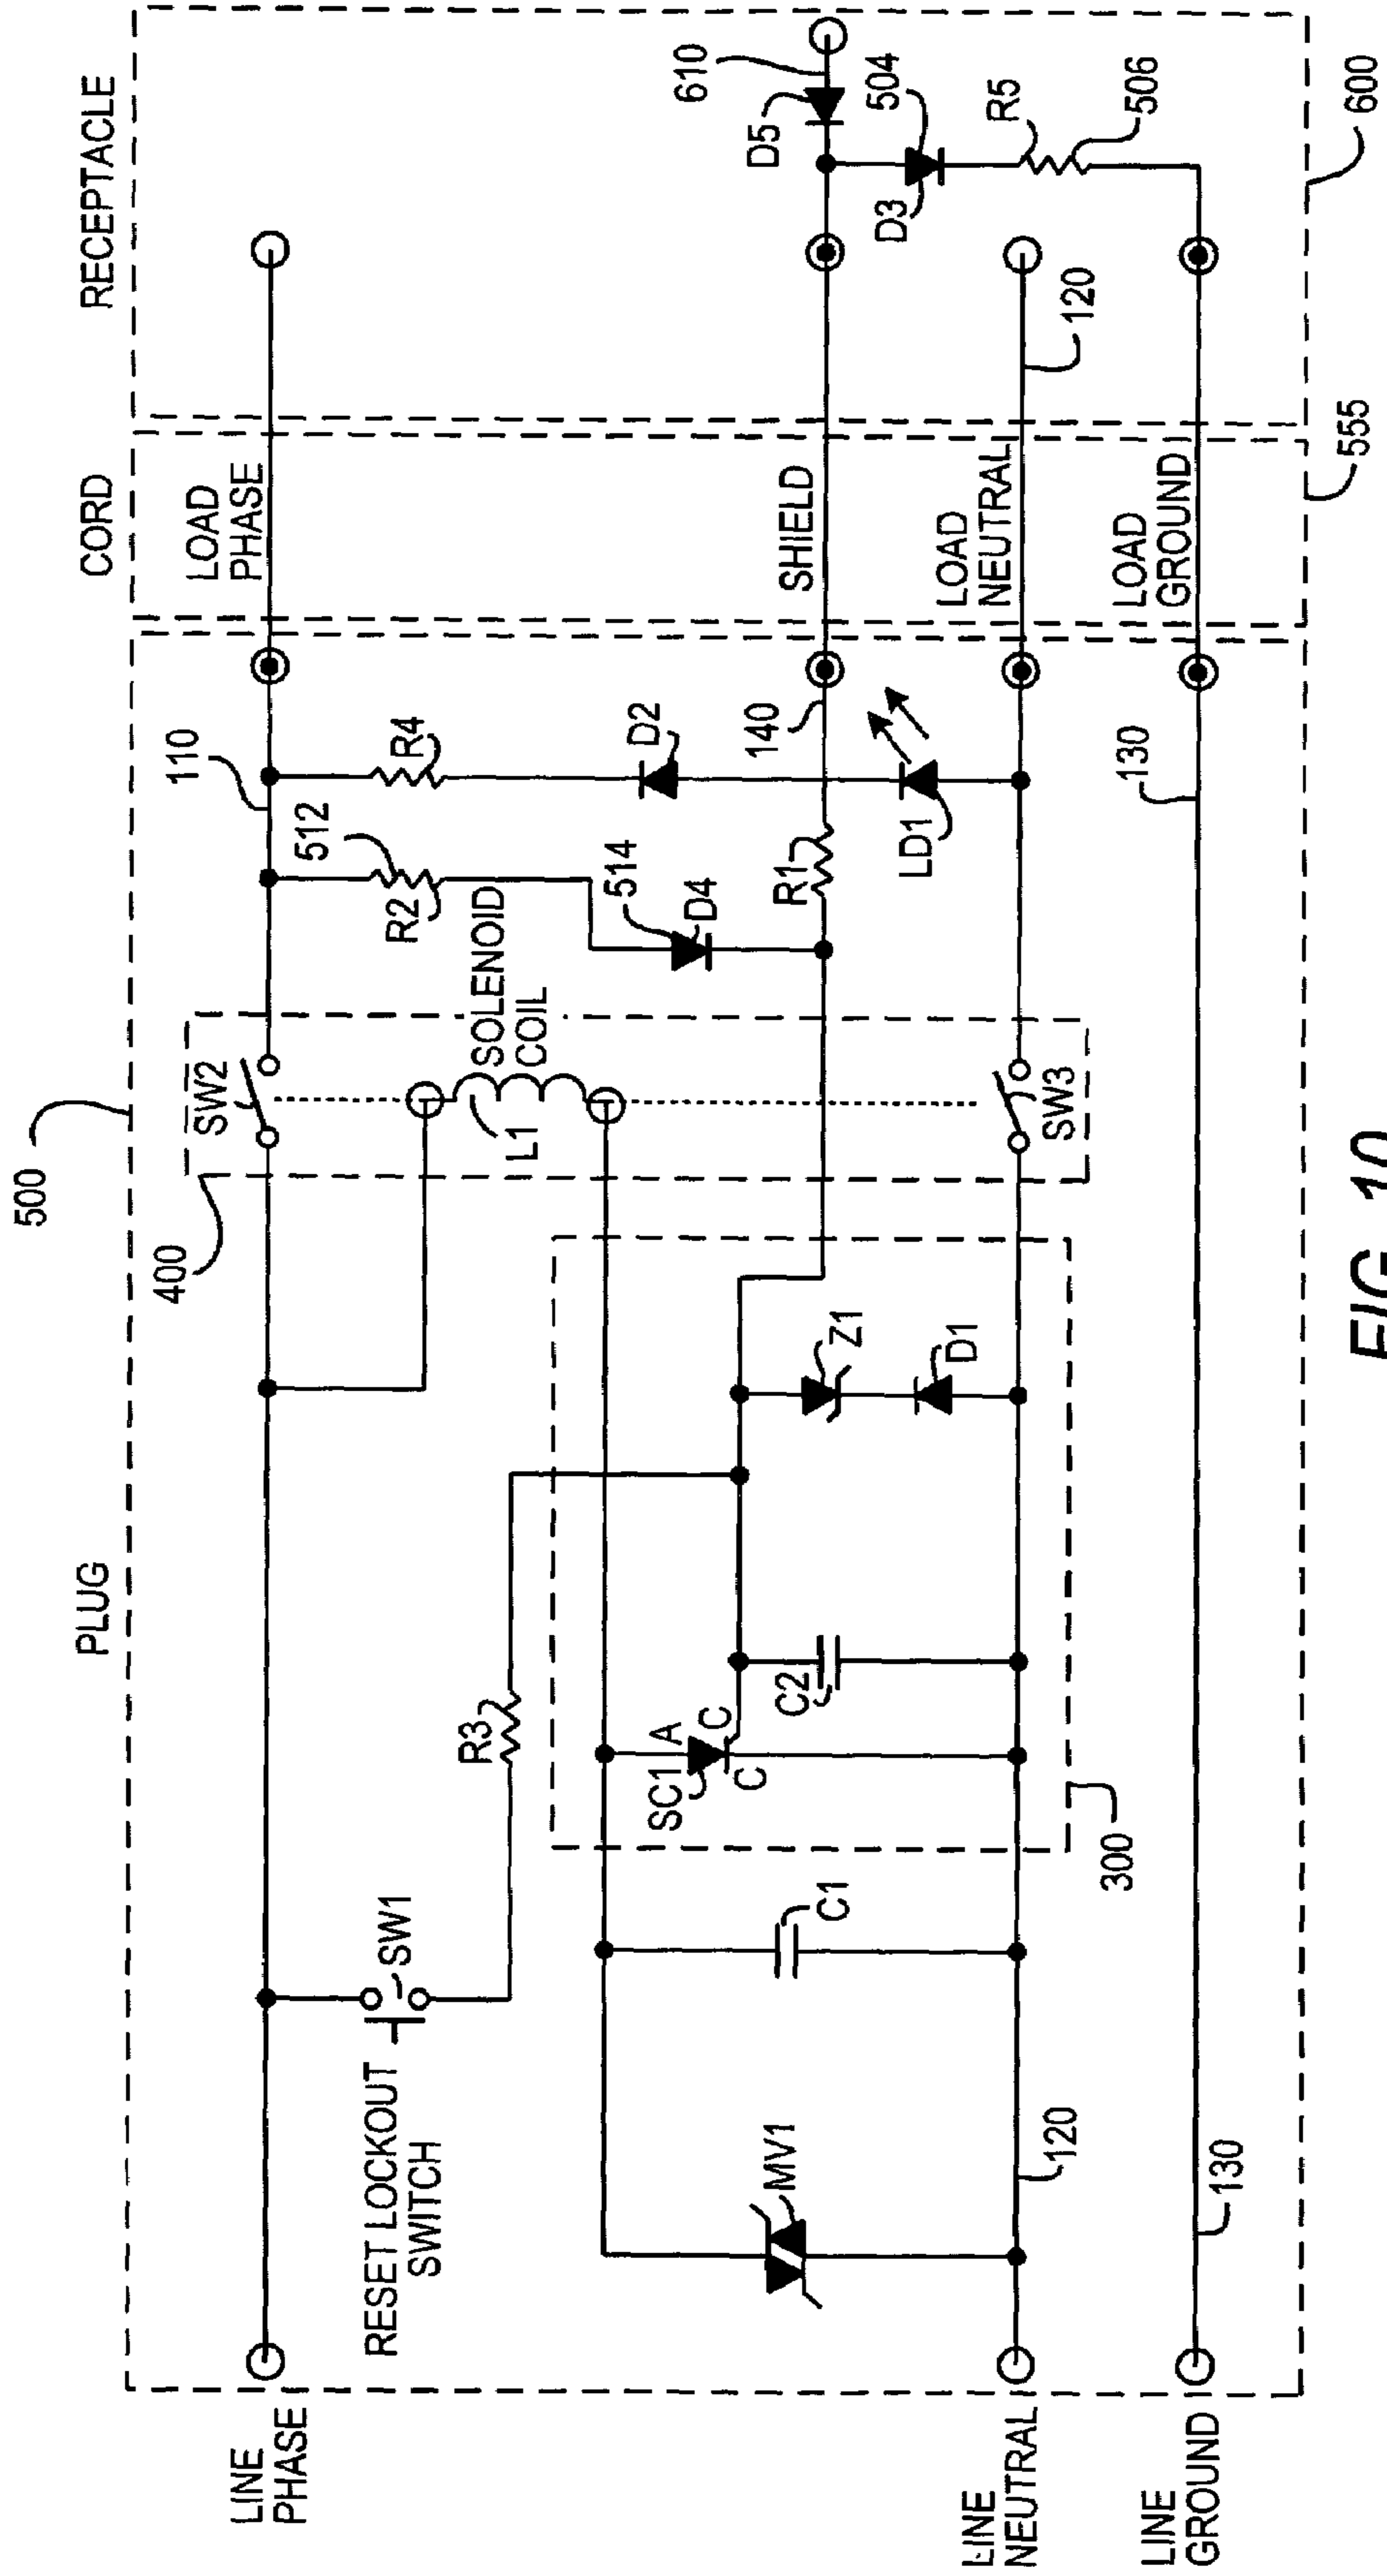 500
PLUG
CORD
RECEPTACLE
LINE
PHASE
400
SW2
110
LOAD
PHASE
RESET LOCKOUT
SWITCH
SW1
R3
L1
SOLENOID
COIL
512
R2
R4
514
D4
D2
MV1
C1
SC1
A
C
C
C2
Z1
D1
R1
140
LD1
SHIELD
D5
610
504
D3
R5
506
LINE
NEUTRAL
120
300
SW3
LOAD
NEUTRAL
120
LINE
GROUND
130
130
LOAD
GROUND
555
600
FIG. 10